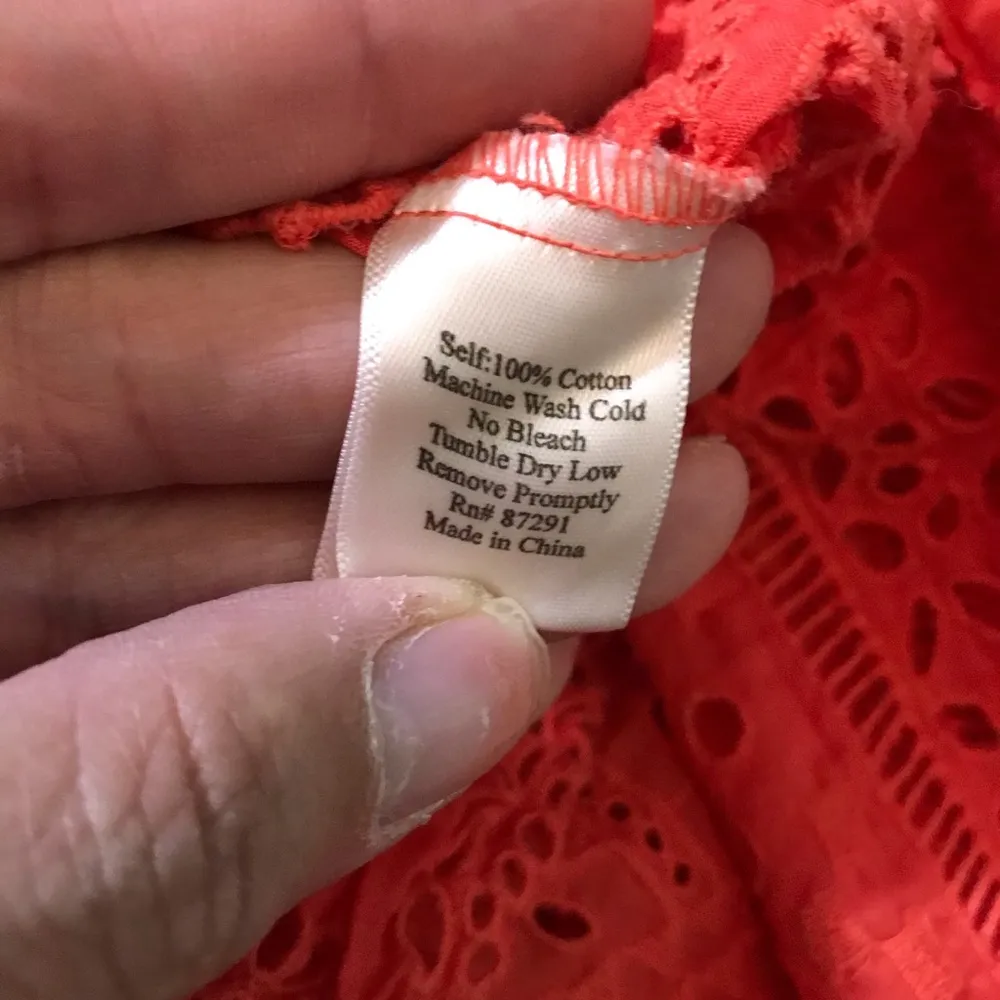 Self:100% Cotton
Machine Wash Cold
No Bleach
Tumble Dry Low
Remove Promptly
Rn# 87291
Made in China